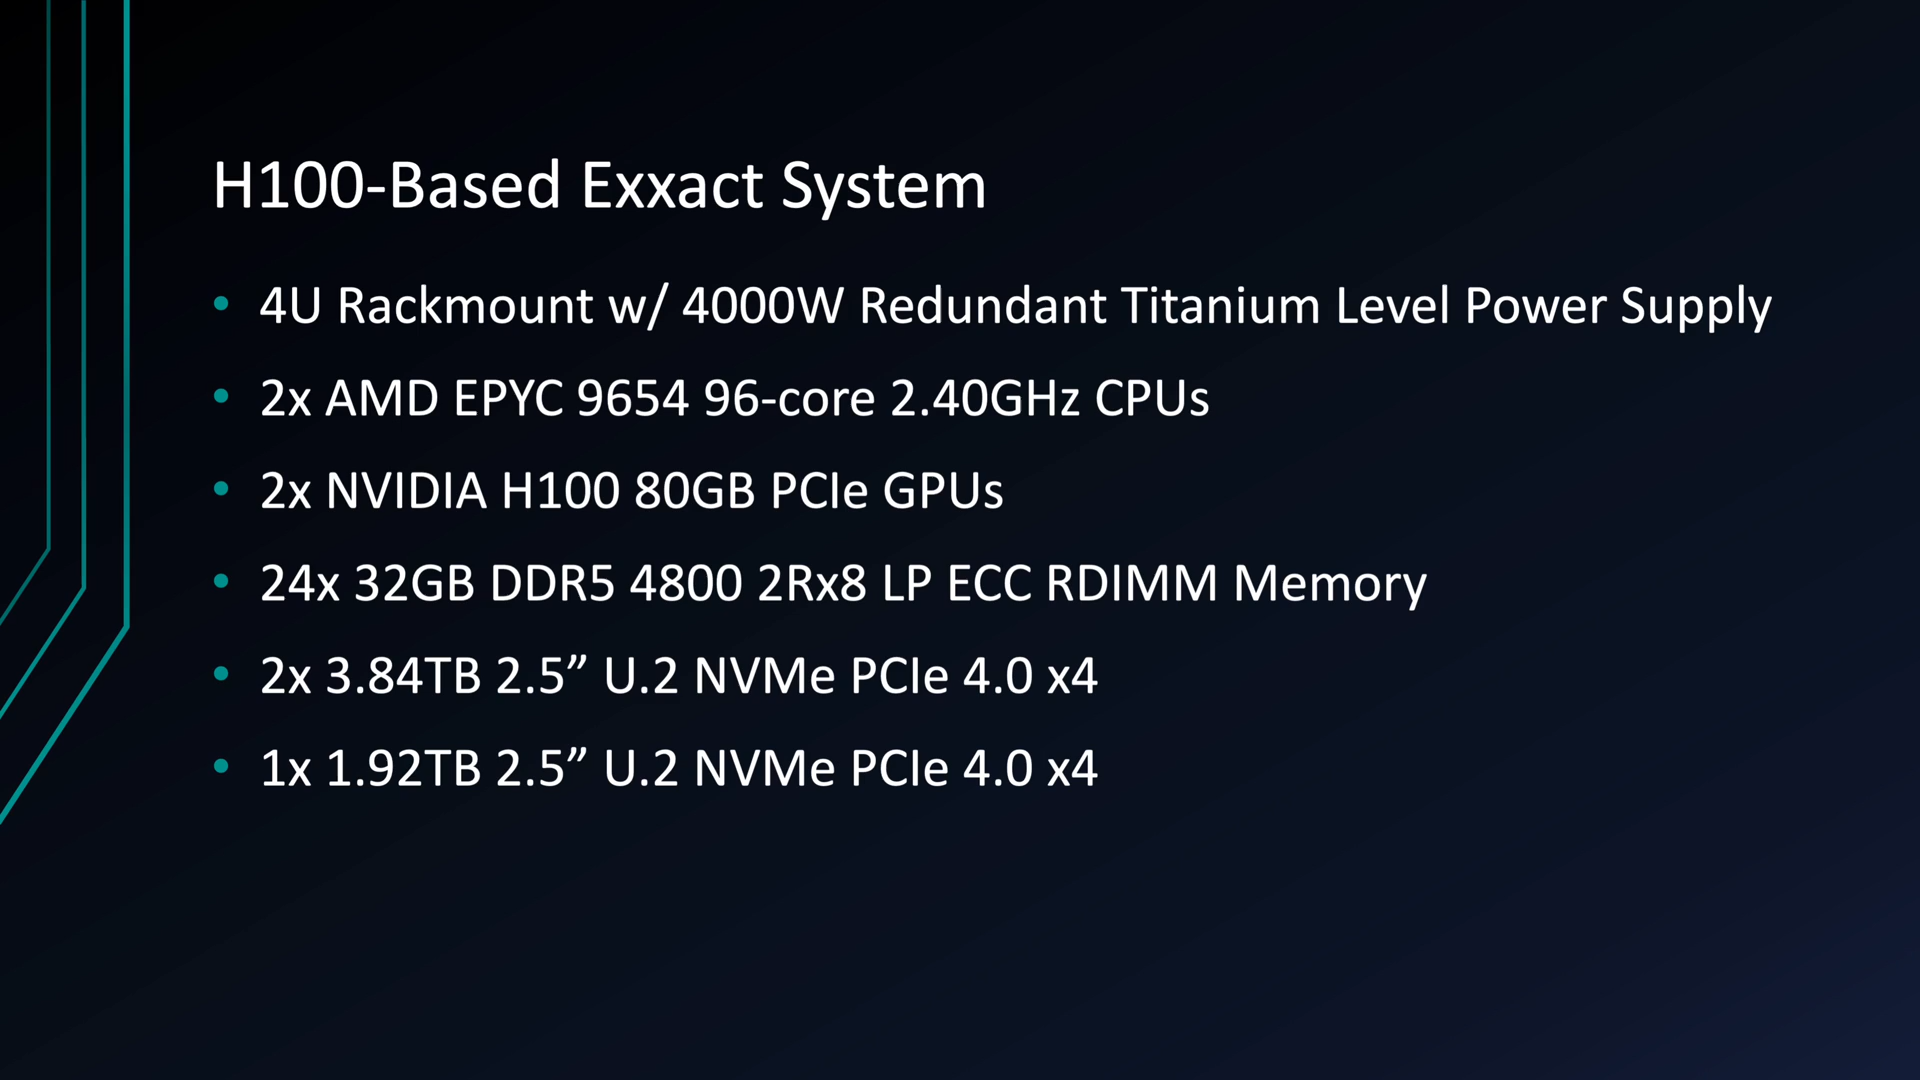 H100-Based Exxact System
• 4U Rackmount w/ 4000W Redundant Titanium Level Power Supply
• 2x AMD EPYC 9654 96-core 2.40GHz CPUs
• 2x NVIDIA H100 80GB PCIe GPUs
• 24x 32GB DDR5 4800 2Rx8 LP ECC RDIMM Memory
• 2x 3.84TB 2.5” U.2 NVMe PCIe 4.0 x4
• 1x 1.92TB 2.5” U.2 NVMe PCIe 4.0 x4